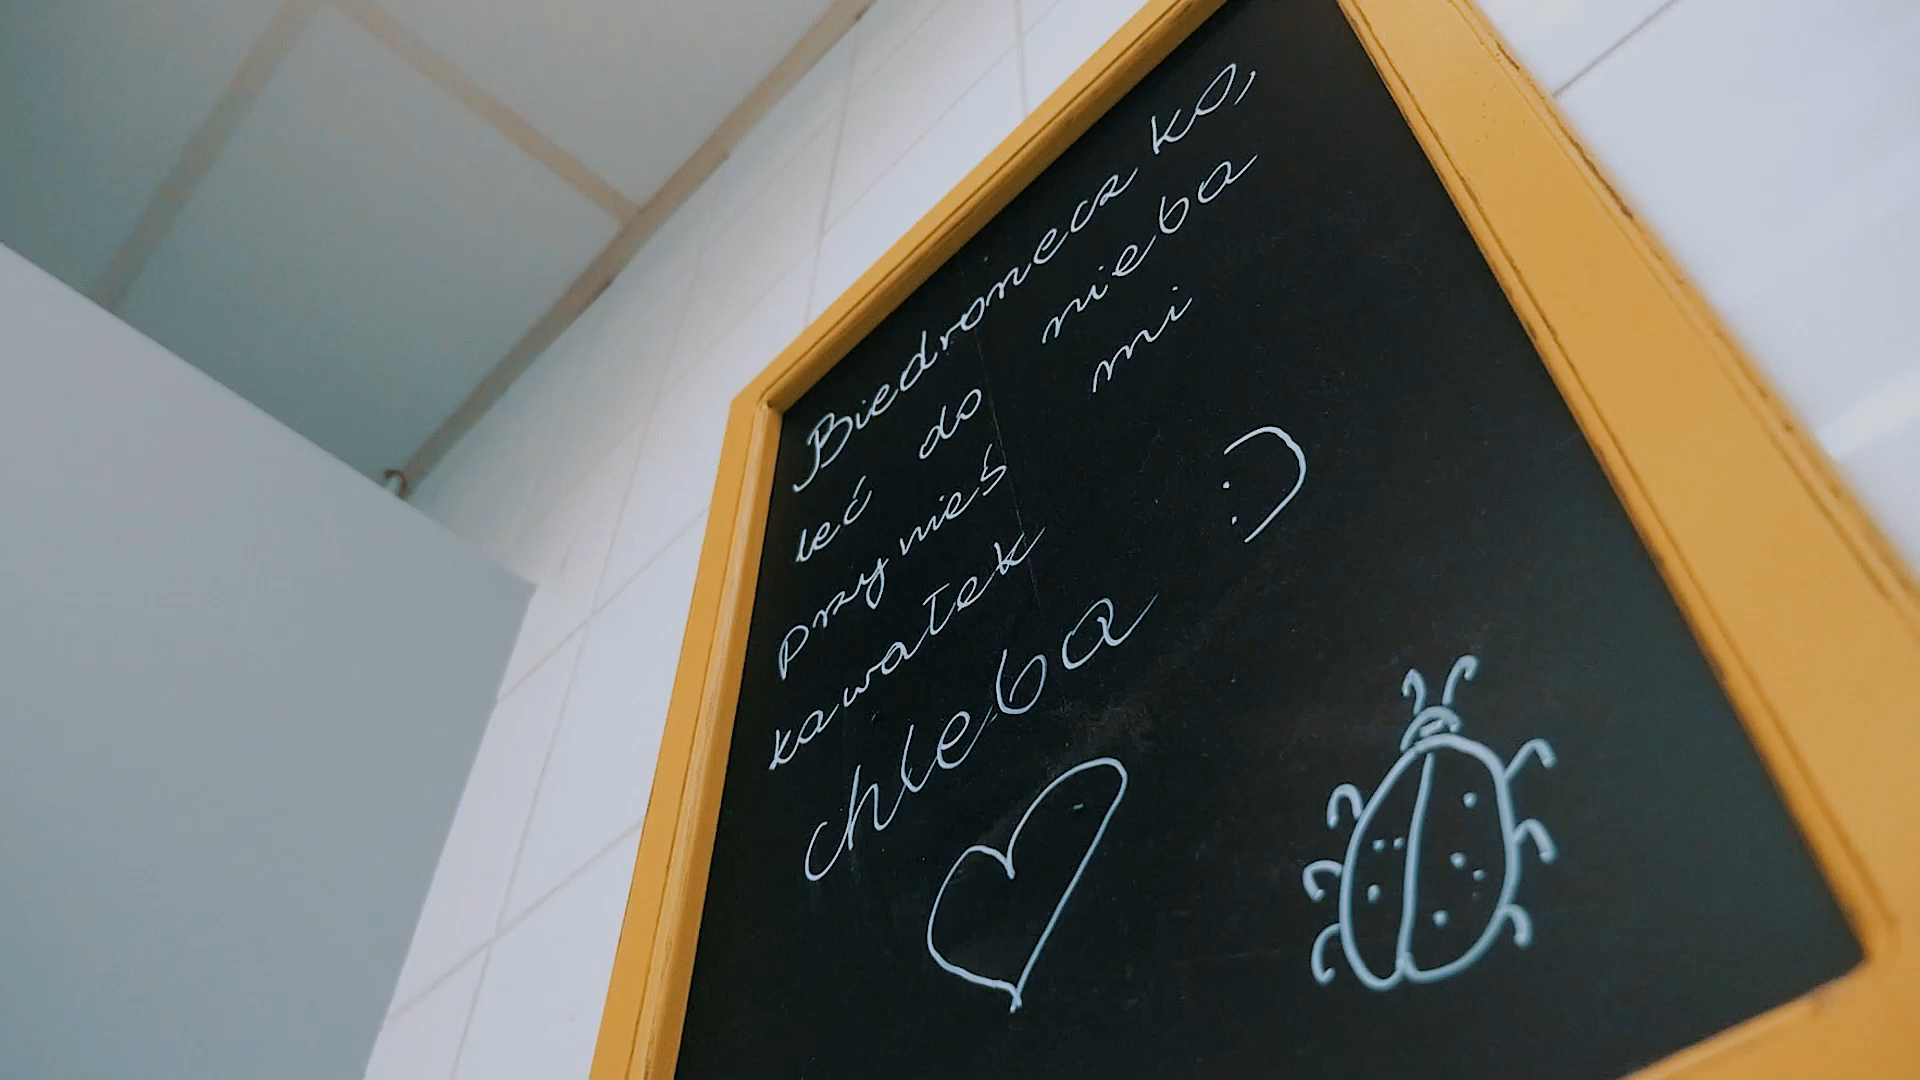 Biedroneczko,
leć do nieba
przynieś mi
kawałek
chleba :)